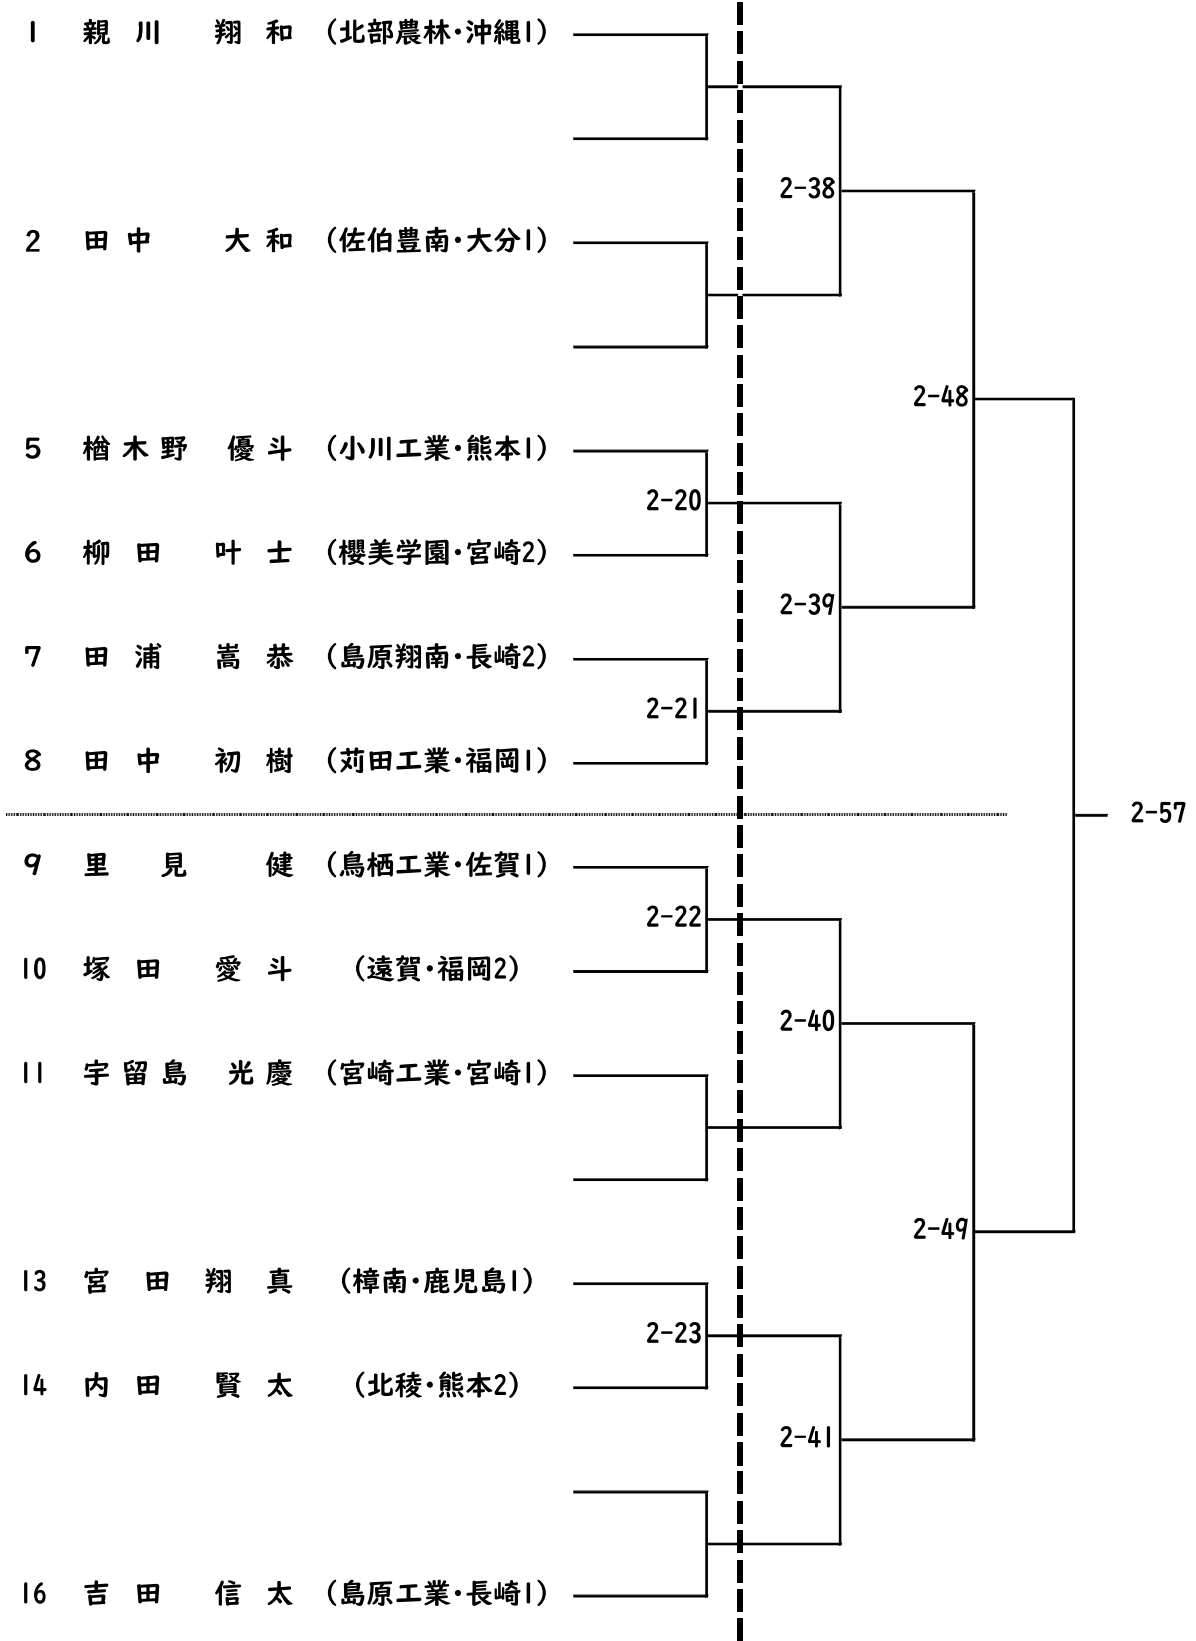 1 親川 翔和 (北部農林・沖縄1)
2-38
2 田中 大和 (佐伯豊南・大分1)
2-48
5 楢木野 優斗 (小川工業・熊本1)
2-20
6 柳田 叶士 (櫻美学園・宮崎2)
2-39
7 田浦 嵩恭 (島原翔南・長崎2)
2-21
8 田中 初樹 (苅田工業・福岡1)
2-57
9 里見 健 (鳥栖工業・佐賀1)
2-22
10 塚田 愛斗 (遠賀・福岡2)
2-40
11 宇留島 光慶 (宮崎工業・宮崎1)
2-49
13 宮田 翔真 (樟南・鹿児島1)
2-23
14 内田 賢太 (北稜・熊本2)
2-41
16 吉田 信太 (島原工業・長崎1)